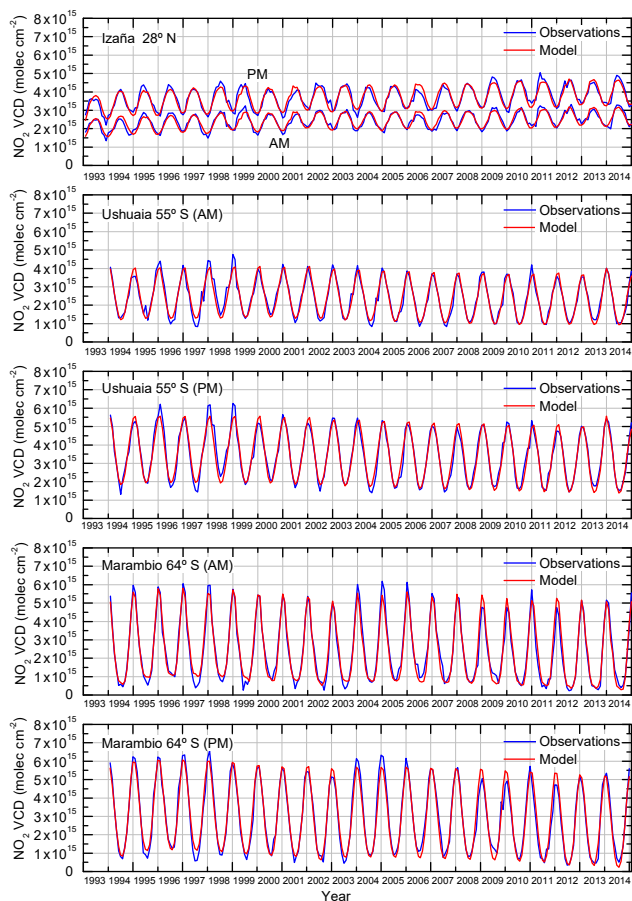 NO2 VCD (molec cm-2)
8x10^15
7x10^15
6x10^15
5x10^15
4x10^15
3x10^15
2x10^15
1x10^15
0
Izaña 28º N
Observations
Model
PM
AM
1993 1994 1995 1996 1997 1998 1999 2000 2001 2002 2003 2004 2005 2006 2007 2008 2009 2010 2011 2012 2013 2014
NO2 VCD (molec cm-2)
8x10^15
7x10^15
6x10^15
5x10^15
4x10^15
3x10^15
2x10^15
1x10^15
0
Ushuaia 55º S (AM)
Observations
Model
1993 1994 1995 1996 1997 1998 1999 2000 2001 2002 2003 2004 2005 2006 2007 2008 2009 2010 2011 2012 2013 2014
NO2 VCD (molec cm-2)
8x10^15
7x10^15
6x10^15
5x10^15
4x10^15
3x10^15
2x10^15
1x10^15
0
Ushuaia 55º S (PM)
Observations
Model
1993 1994 1995 1996 1997 1998 1999 2000 2001 2002 2003 2004 2005 2006 2007 2008 2009 2010 2011 2012 2013 2014
NO2 VCD (molec cm-2)
8x10^15
7x10^15
6x10^15
5x10^15
4x10^15
3x10^15
2x10^15
1x10^15
0
Marambio 64º S (AM)
Observations
Model
1993 1994 1995 1996 1997 1998 1999 2000 2001 2002 2003 2004 2005 2006 2007 2008 2009 2010 2011 2012 2013 2014
NO2 VCD (molec cm-2)
8x10^15
7x10^15
6x10^15
5x10^15
4x10^15
3x10^15
2x10^15
1x10^15
0
Marambio 64º S (PM)
Observations
Model
1993 1994 1995 1996 1997 1998 1999 2000 2001 2002 2003 2004 2005 2006 2007 2008 2009 2010 2011 2012 2013 2014
Year